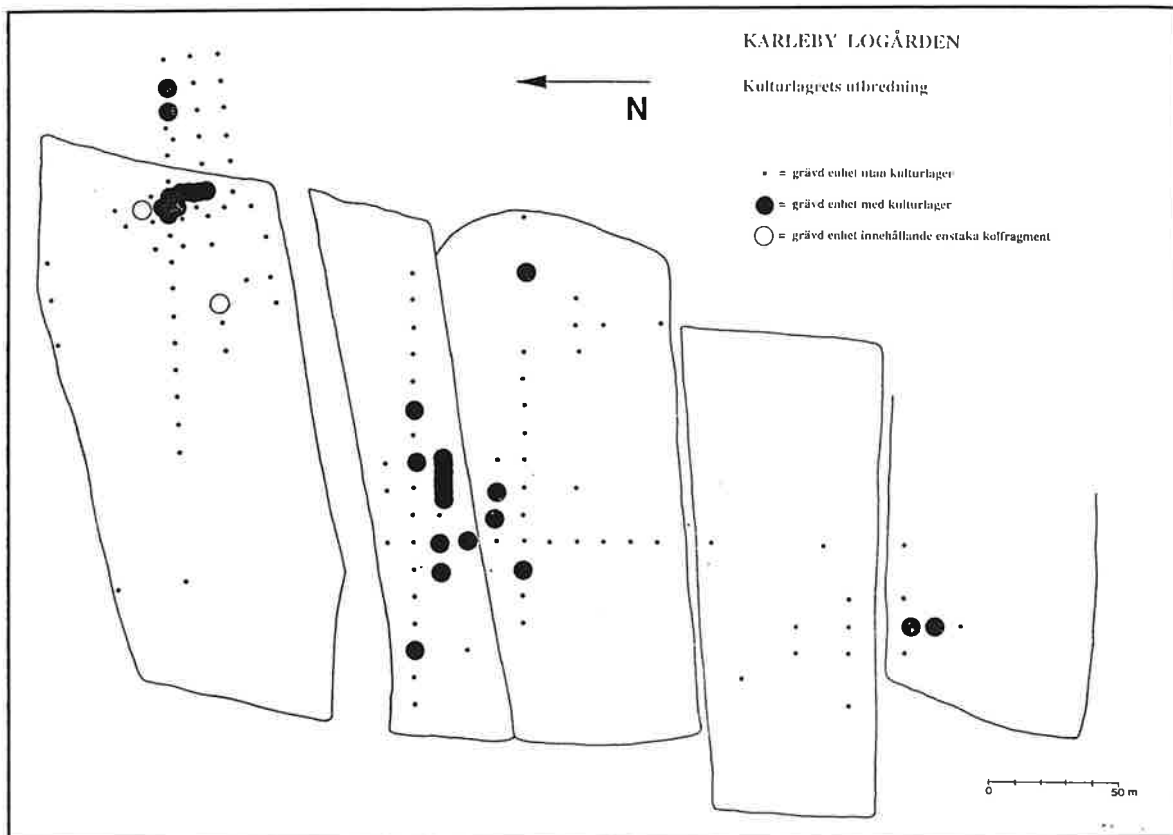 KARLEBY LOGÅRDEN
Kulturlagrets utbredning
N
• = grävd enhet utan kulturlager
● = grävd enhet med kulturlager
○ = grävd enhet innehållande enstaka kolfragment
0 50 m